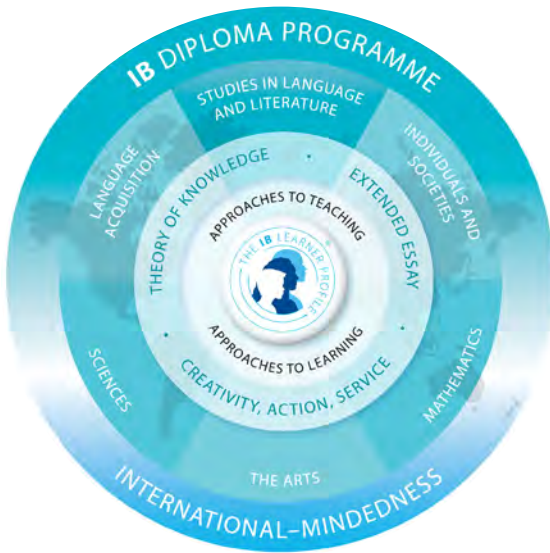 IB DIPLOMA PROGRAMME
STUDIES IN LANGUAGE
AND LITERATURE
LANGUAGE
ACQUISITION
INDIVIDUALS AND
SOCIETIES
THEORY OF KNOWLEDGE
EXTENDED ESSAY
APPROACHES TO TEACHING
THE IB LEARNER PROFILE
®
APPROACHES TO LEARNING
CREATIVITY, ACTION, SERVICE
SCIENCES
MATHEMATICS
THE ARTS
INTERNATIONAL–MINDEDNESS